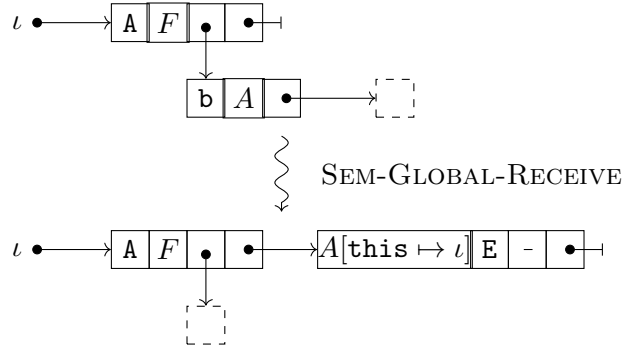 ι A F
b A
SEM-GLOBAL-RECEIVE
ι A F A[this ↦ ι] E -